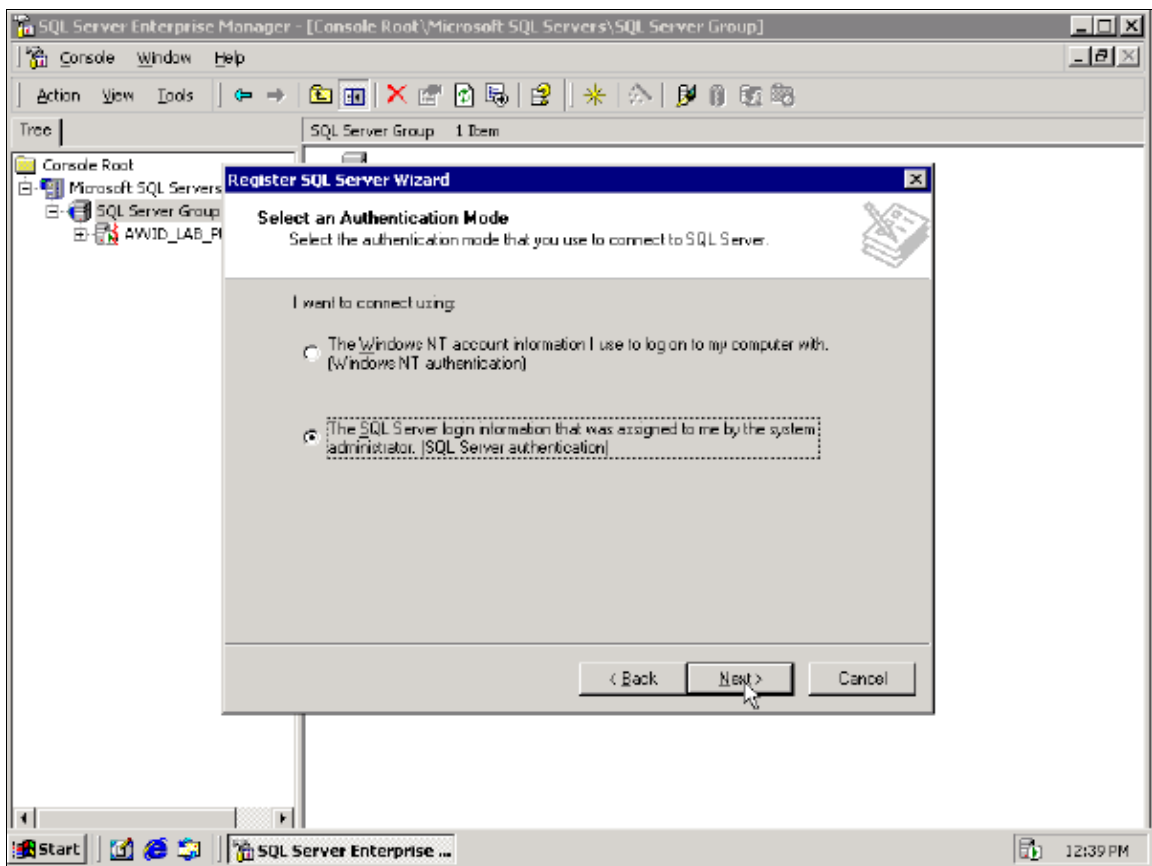 SQL Server Enterprise Manager - [Console Root\Microsoft SQL Servers\SQL Server Group]
Console Window Help
Action View Tools
Tree
SQL Server Group 1 Item
Console Root
Microsoft SQL Servers
SQL Server Group
AVVID_LAB_P
Register SQL Server Wizard
Select an Authentication Mode
Select the authentication mode that you use to connect to SQL Server.
I want to connect using:
The Windows NT account information I use to log on to my computer with.
(Windows NT authentication)
The SQL Server login information that was assigned to me by the system
administrator. (SQL Server authentication)
< Back Next > Cancel
Start SQL Server Enterprise ... 12:39 PM